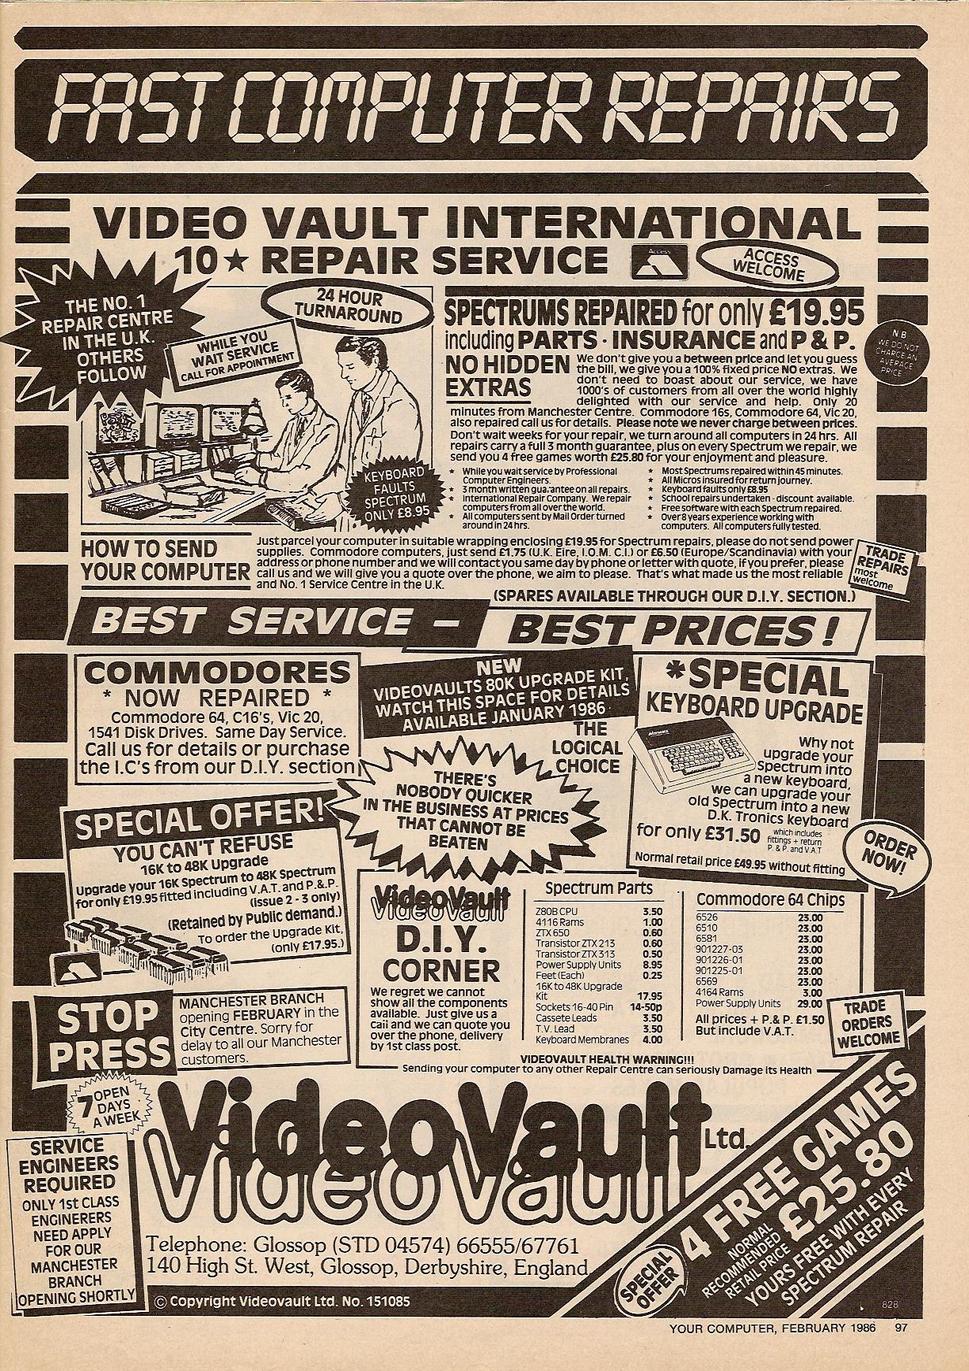 FAST COMPUTER REPAIRS
VIDEO VAULT INTERNATIONAL
10★ REPAIR SERVICE
Access
ACCESS
WELCOME
THE NO. 1
REPAIR CENTRE
IN THE U.K.
OTHERS
FOLLOW
24 HOUR
TURNAROUND
WHILE YOU
WAIT SERVICE
CALL FOR APPOINTMENT
KEYBOARD
FAULTS
SPECTRUM
ONLY £8.95
SPECTRUMS REPAIRED for only £19.95
including PARTS · INSURANCE and P & P.
N.B.
WE DO NOT
CHARGE AN
AVERAGE
PRICE
NO HIDDEN
EXTRAS
We don't give you a between price and let you guess
the bill, we give you a 100% fixed price NO extras. We
don't need to boast about our service, we have
1000's of customers from all over the world highly
delighted with our service and help. Only 20
minutes from Manchester Centre. Commodore 16s, Commodore 64, Vic 20,
also repaired call us for details. Please note we never charge between prices.
Don't wait weeks for your repair, we turn around all computers in 24 hrs. All
repairs carry a full 3 month guarantee, plus on every Spectrum we repair, we
send you 4 free games worth £25.80 for your enjoyment and pleasure.
* While you wait service by Professional
Computer Engineers.
* 3 month written guarantee on all repairs.
* International Repair Company. We repair
computers from all over the world.
* All computers sent by Mail Order turned
around in 24 hrs.
* Most Spectrums repaired within 45 minutes.
* All Micros insured for return journey.
* Keyboard faults only £8.95
* School repairs undertaken - discount available.
* Free software with each Spectrum repaired.
* Over 8 years experience working with
computers. All computers fully tested.
HOW TO SEND
YOUR COMPUTER
Just parcel your computer in suitable wrapping enclosing £19.95 for Spectrum repairs, please do not send power
supplies. Commodore computers, just send £1.75 (U.K. Eire, I.O.M. C.I.) or £6.50 (Europe/Scandinavia) with your
address or phone number and we will contact you same day by phone or letter with quote, if you prefer, please
call us and we will give you a quote over the phone, we aim to please. That's what made us the most reliable
and No. 1 Service Centre in the U.K.
(SPARES AVAILABLE THROUGH OUR D.I.Y. SECTION.)
TRADE
REPAIRS
most
welcome
BEST SERVICE – BEST PRICES!
COMMODORES
* NOW REPAIRED *
Commodore 64, C16's, Vic 20,
1541 Disk Drives. Same Day Service.
Call us for details or purchase
the I.C's from our D.I.Y. section
NEW
VIDEOVAULTS 80K UPGRADE KIT,
WATCH THIS SPACE FOR DETAILS
AVAILABLE JANUARY 1986
THE
LOGICAL
CHOICE
THERE'S
NOBODY QUICKER
IN THE BUSINESS AT PRICES
THAT CANNOT BE
BEATEN
*SPECIAL
KEYBOARD UPGRADE
Why not
upgrade your
Spectrum into
a new keyboard,
we can upgrade your
old Spectrum into a new
D.K. Tronics keyboard
for only £31.50 which includes
fittings + return
P. & P. and V.A.T
Normal retail price £49.95 without fitting
ORDER
NOW!
SPECIAL OFFER!
YOU CAN'T REFUSE
16K to 48K Upgrade
Upgrade your 16K Spectrum to 48K Spectrum
for only £19.95 fitted including V.A.T. and P.&P.
(Issue 2 - 3 only)
(Retained by Public demand.)
To order the Upgrade Kit,
(only £17.95.)
VideoVault
VideoVault
D.I.Y.
CORNER
We regret we cannot
show all the components
available. Just give us a
call and we can quote you
over the phone, delivery
by 1st class post.
Spectrum Parts
Z80B CPU 3.50
4116 Rams 1.00
ZTX 650 0.60
Transistor ZTX 213 0.60
Transistor ZTX 313 0.50
Power Supply Units 8.95
Feet (Each) 0.25
16K to 48K Upgrade
Kit 17.95
Sockets 16-40 Pin 14-50p
Cassete Leads 3.50
T.V. Lead 3.50
Keyboard Membranes 4.00
Commodore 64 Chips
6526 23.00
6510 23.00
6581 23.00
901227-03 23.00
901226-01 23.00
901225-01 23.00
6569 23.00
4164 Rams 3.00
Power Supply Units 29.00
All prices + P.& P. £1.50
But include V.A.T.
TRADE
ORDERS
WELCOME
VIDEOVAULT HEALTH WARNING!!!
Sending your computer to any other Repair Centre can seriously Damage its Health
STOP
PRESS
MANCHESTER BRANCH
opening FEBRUARY in the
City Centre. Sorry for
delay to all our Manchester
customers.
7 OPEN
DAYS
A WEEK
SERVICE
ENGINEERS
REQUIRED
ONLY 1st CLASS
ENGINERERS
NEED APPLY
FOR OUR
MANCHESTER
BRANCH
OPENING SHORTLY
VideoVault Ltd.
VideoVault
Telephone: Glossop (STD 04574) 66555/67761
140 High St. West, Glossop, Derbyshire, England
© Copyright Videovault Ltd. No. 151085
SPECIAL
OFFER
4 FREE GAMES
NORMAL
RECOMMENDED
RETAIL PRICE
£25.80
YOURS FREE WITH EVERY
SPECTRUM REPAIR
828
YOUR COMPUTER, FEBRUARY 1986 97